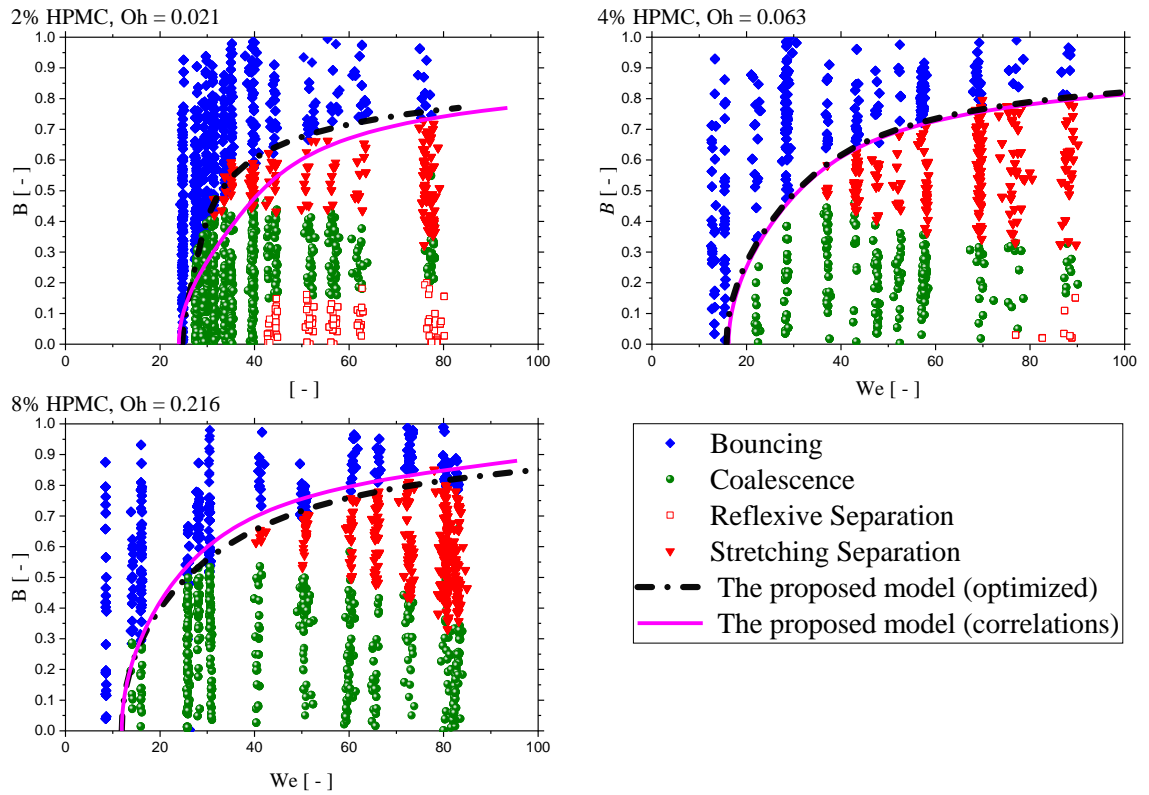 2% HPMC, Oh = 0.021
1.0
0.9
0.8
0.7
0.6
0.5
0.4
0.3
0.2
0.1
0.0
B [ - ]
0 20 40 60 80 100
[ - ]
4% HPMC, Oh = 0.063
1.0
0.9
0.8
0.7
0.6
0.5
0.4
0.3
0.2
0.1
0.0
B [ - ]
0 20 40 60 80 100
We [ - ]
8% HPMC, Oh = 0.216
1.0
0.9
0.8
0.7
0.6
0.5
0.4
0.3
0.2
0.1
0.0
B [ - ]
0 20 40 60 80 100
We [ - ]
Bouncing
Coalescence
Reflexive Separation
Stretching Separation
The proposed model (optimized)
The proposed model (correlations)